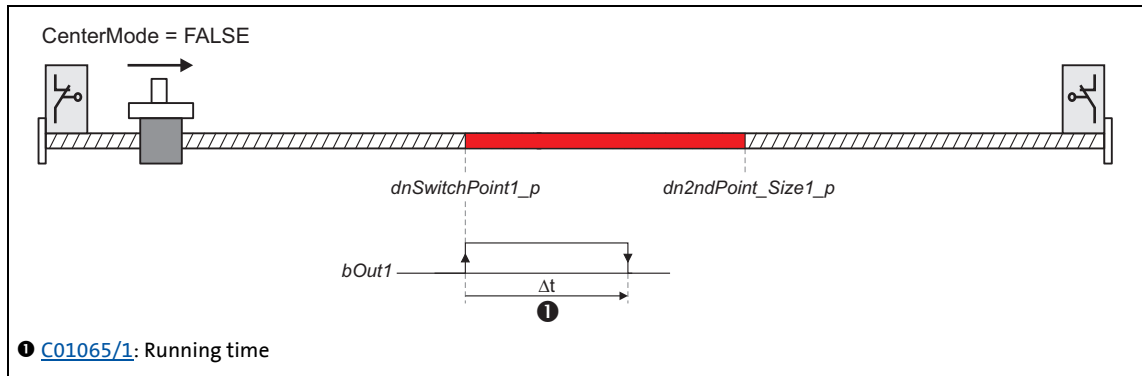 CenterMode = FALSE
dnSwitchPoint1_p
dn2ndPoint_Size1_p
bOut1
Δt
❶
❶ C01065/1: Running time